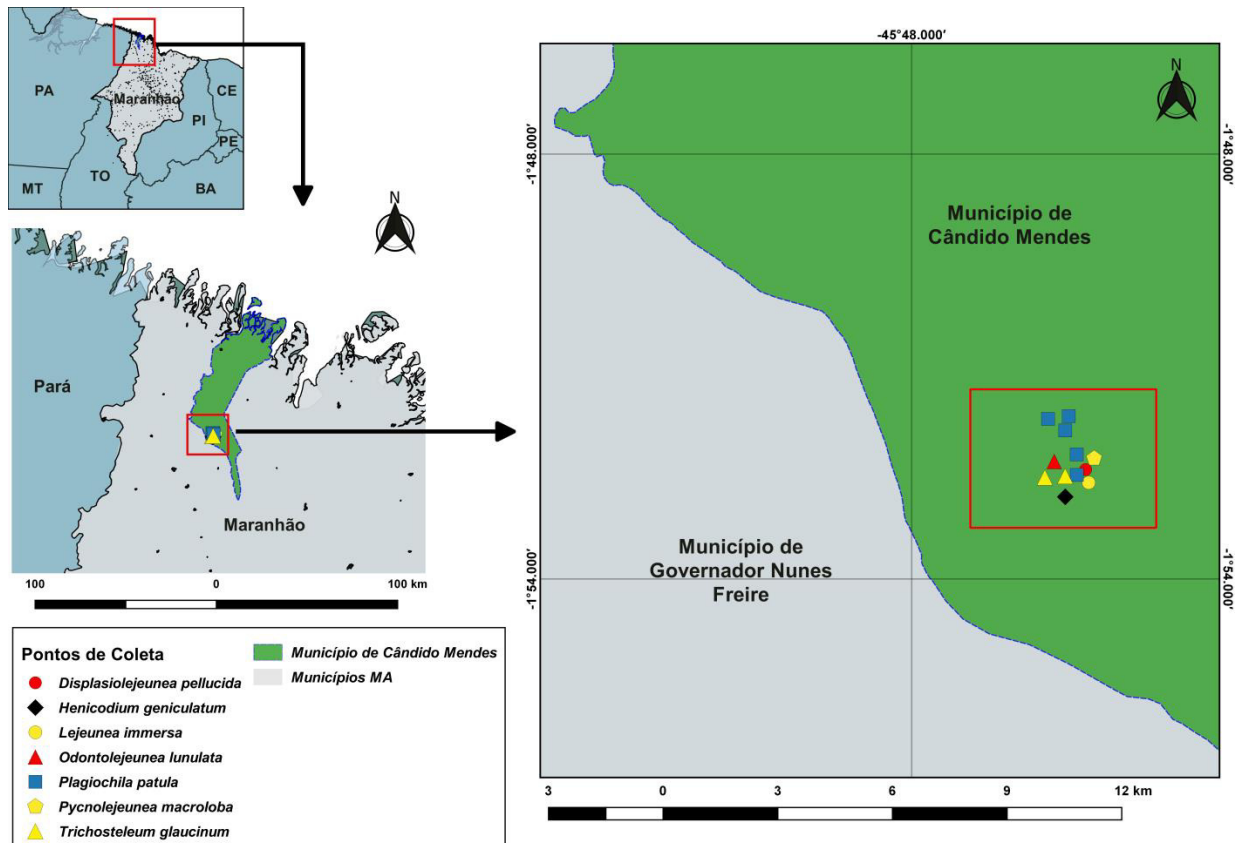 PA
Maranhão
CE
PI
PE
TO
MT
BA
N
Pará
Maranhão
100 0 100 km
Pontos de Coleta
Displasiolejeunea pellucida
Henicodium geniculatum
Lejeunea immersa
Odontolejeunea lunulata
Plagiochila patula
Pycnolejeunea macroloba
Trichosteleum glaucinum
Município de Cândido Mendes
Municípios MA
-45°48.000'
N
-1°48.000'
-1°48.000'
Município de
Cândido Mendes
Município de
Governador Nunes
Freire
-1°54.000'
-1°54.000'
3 0 3 6 9 12 km